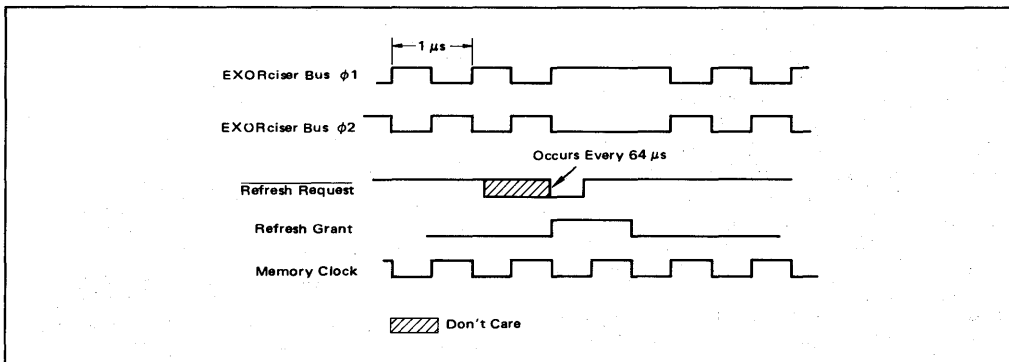 1 μs
EXORciser Bus φ1
EXORciser Bus φ2
Occurs Every 64 μs
Refresh Request
Refresh Grant
Memory Clock
Don't Care